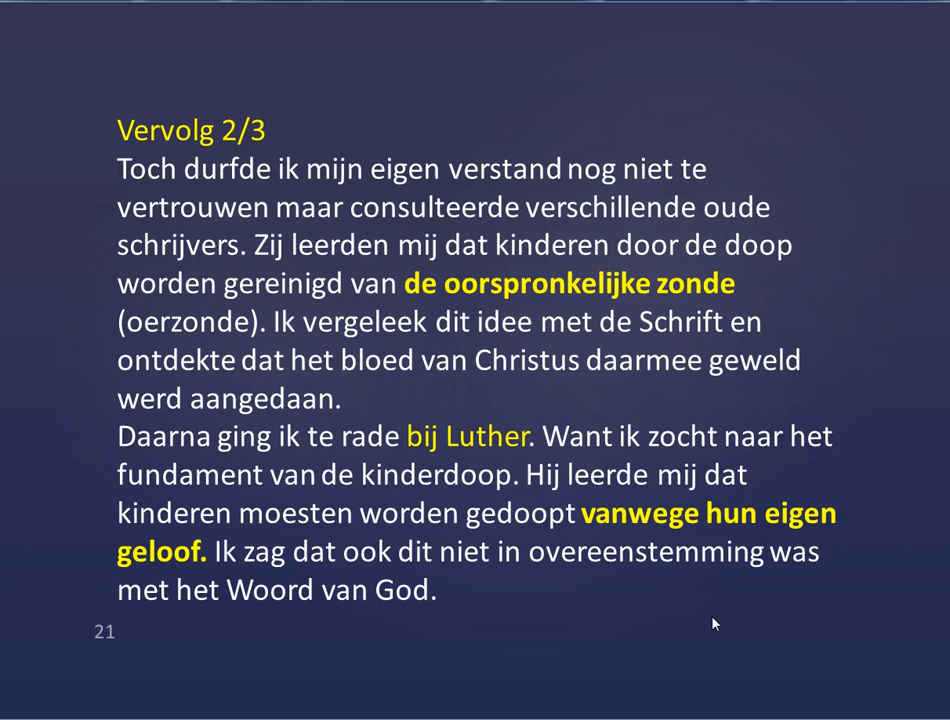 Vervolg 2/3
Toch durfde ik mijn eigen verstand nog niet te
vertrouwen maar consulteerde verschillende oude
schrijvers. Zij leerden mij dat kinderen door de doop
worden gereinigd van de oorspronkelijke zonde
(oerzonde). Ik vergeleek dit idee met de Schrift en
ontdekte dat het bloed van Christus daarmee geweld
werd aangedaan.
Daarna ging ik te rade bij Luther. Want ik zocht naar het
fundament van de kinderdoop. Hij leerde mij dat
kinderen moesten worden gedoopt vanwege hun eigen
geloof. Ik zag dat ook dit niet in overeenstemming was
met het Woord van God.
21